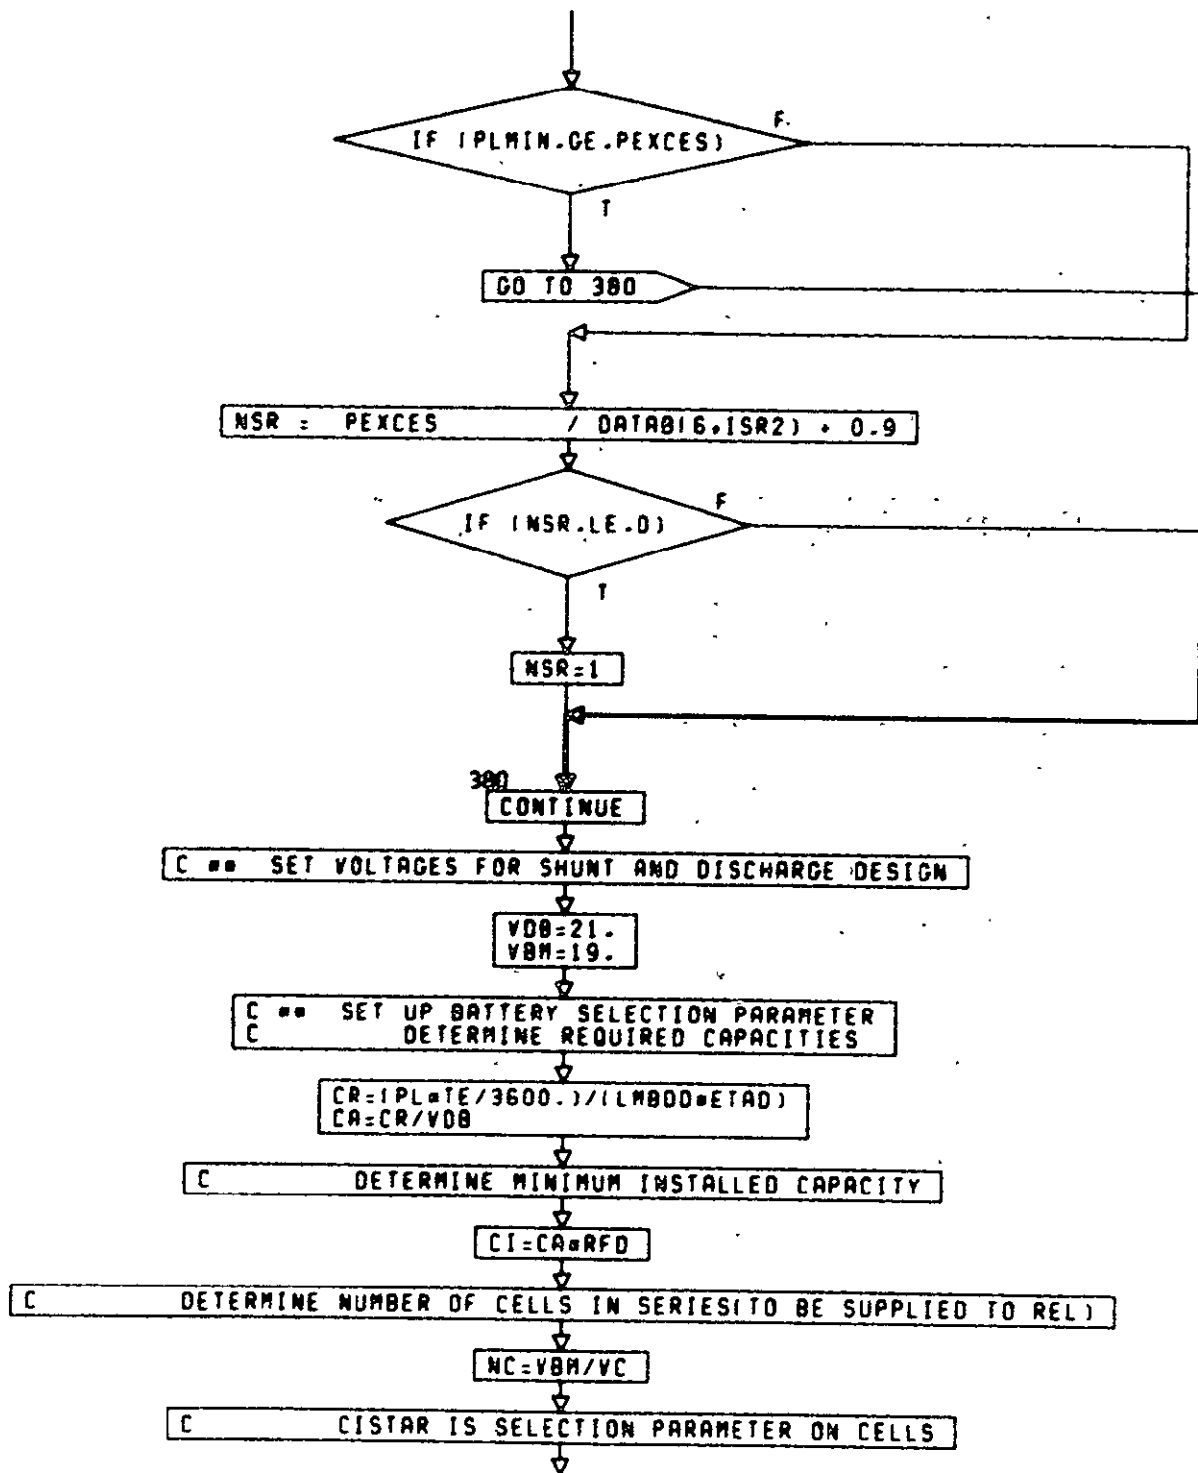 IF (PLMIN.GE.PEXCES)
F
T
GO TO 380
NSR = PEXCES / DATAB(6,ISR2) + 0.9
IF (NSR.LE.0)
F
T
NSR=1
380
CONTINUE
C ** SET VOLTAGES FOR SHUNT AND DISCHARGE DESIGN
VDB=21.
VBM=19.
C ** SET UP BATTERY SELECTION PARAMETER
C DETERMINE REQUIRED CAPACITIES
CR=(PL*TE/3600.)/(LMBDD*ETAD)
CA=CR/VDB
C DETERMINE MINIMUM INSTALLED CAPACITY
CI=CA*RFD
C DETERMINE NUMBER OF CELLS IN SERIES(TO BE SUPPLIED TO REL)
NC=VBM/VC
C CISTAR IS SELECTION PARAMETER ON CELLS